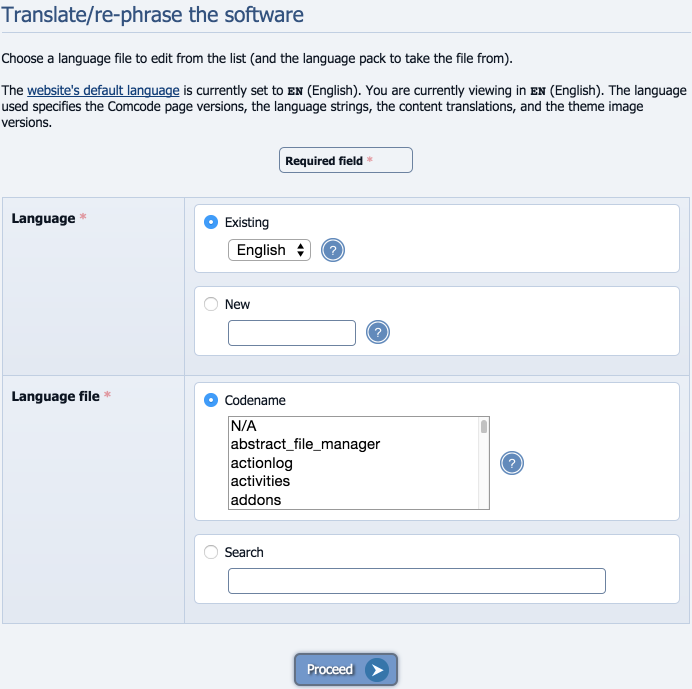 Translate/re-phrase the software
Choose a language file to edit from the list (and the language pack to take the file from).
The website's default language is currently set to EN (English). You are currently viewing in EN (English). The language
used specifies the Comcode page versions, the language strings, the content translations, and the theme image
versions.
Required field *
Language *
Existing
English
?
New
?
Language file *
Codename
N/A
abstract_file_manager
actionlog
activities
addons
?
Search
Proceed